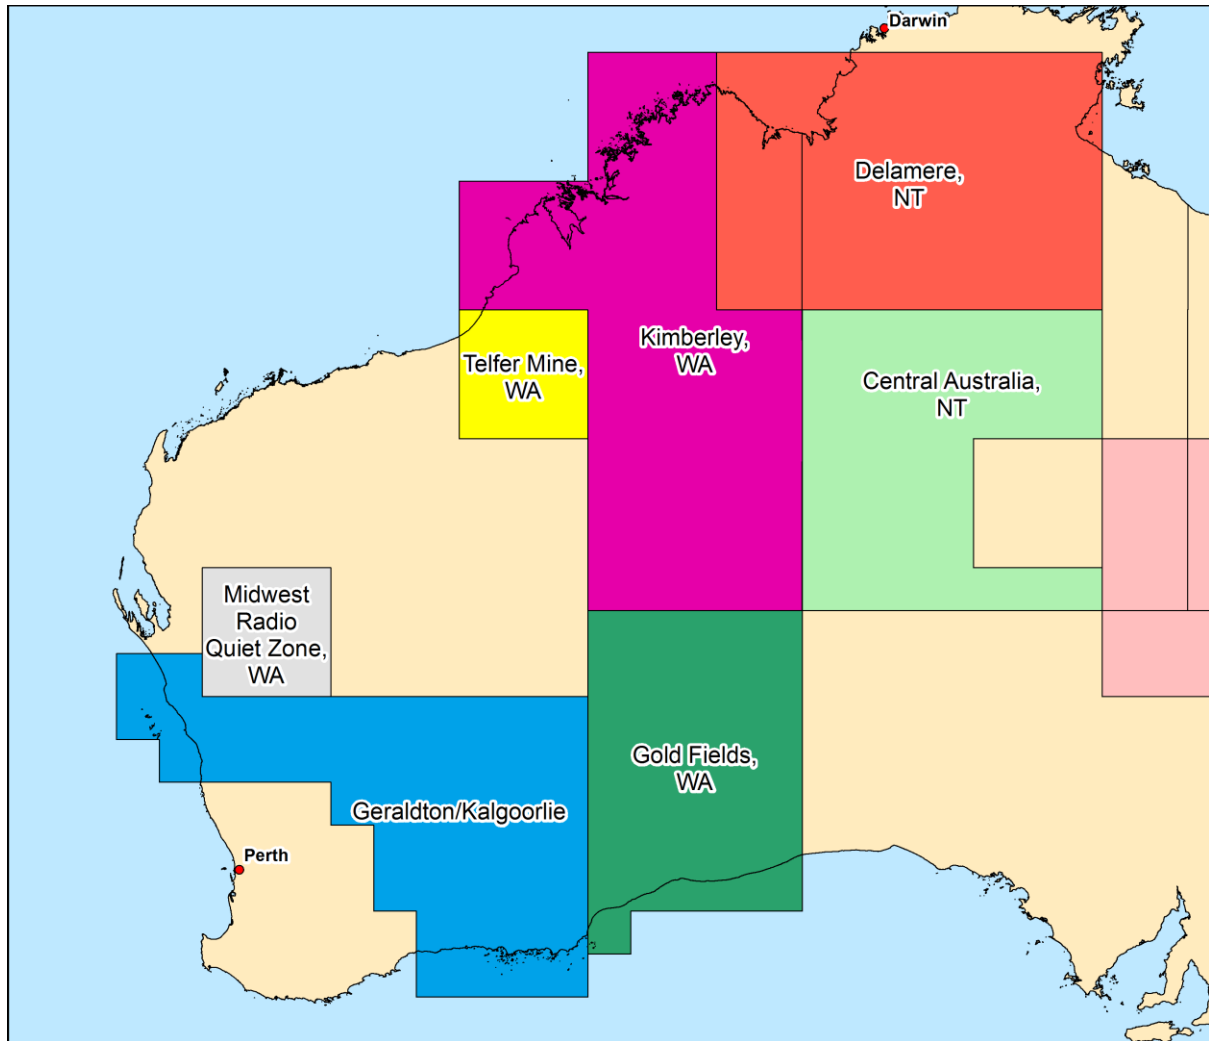 Darwin
Delamere,
NT
Kimberley,
WA
Telfer Mine,
WA
Central Australia,
NT
Midwest
Radio
Quiet Zone,
WA
Gold Fields,
WA
Geraldton/Kalgoorlie
Perth